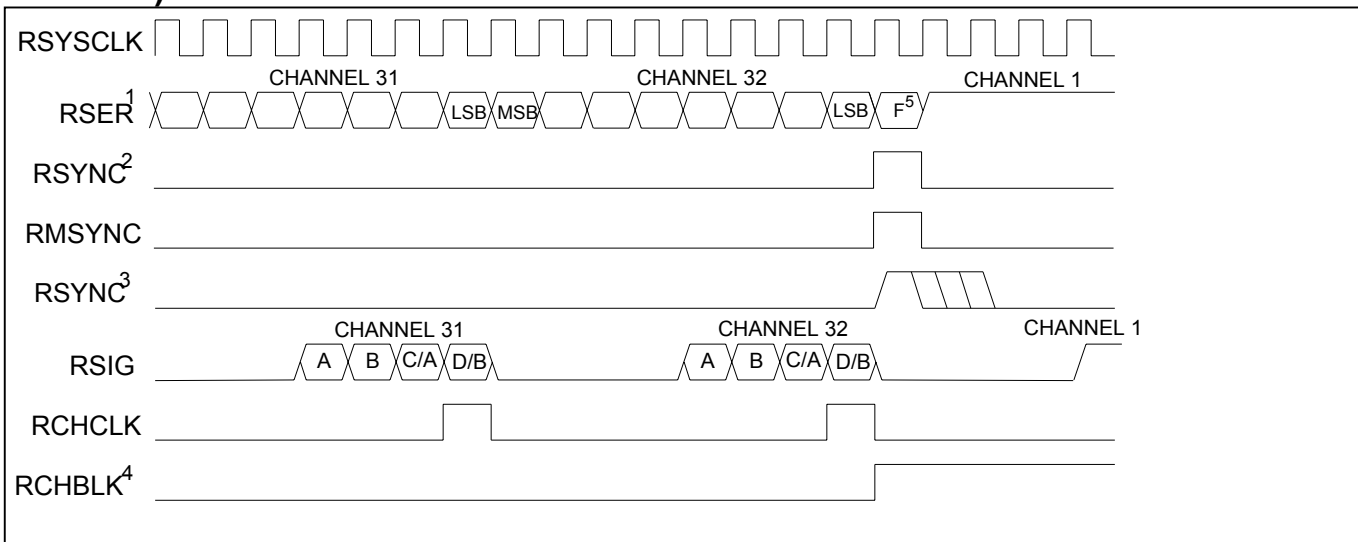 RSYSCLK
CHANNEL 31 CHANNEL 32 CHANNEL 1
RSER1 LSB MSB LSB F5
RSYNC2
RMSYNC
RSYNC3
CHANNEL 31 CHANNEL 32 CHANNEL 1
RSIG A B C/A D/B A B C/A D/B
RCHCLK
RCHBLK4